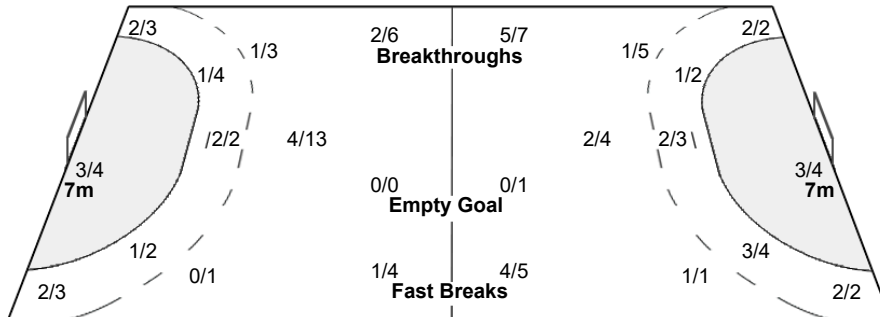 2/3 2/6 5/7 2/2
1/3 Breakthroughs 1/5
1/4 1/2
2/2 4/13 2/4 2/3
3/4 3/4
7m 0/0 0/1 7m
Empty Goal
1/2 3/4
0/1 1/4 4/5 1/1
2/3 Fast Breaks 2/2